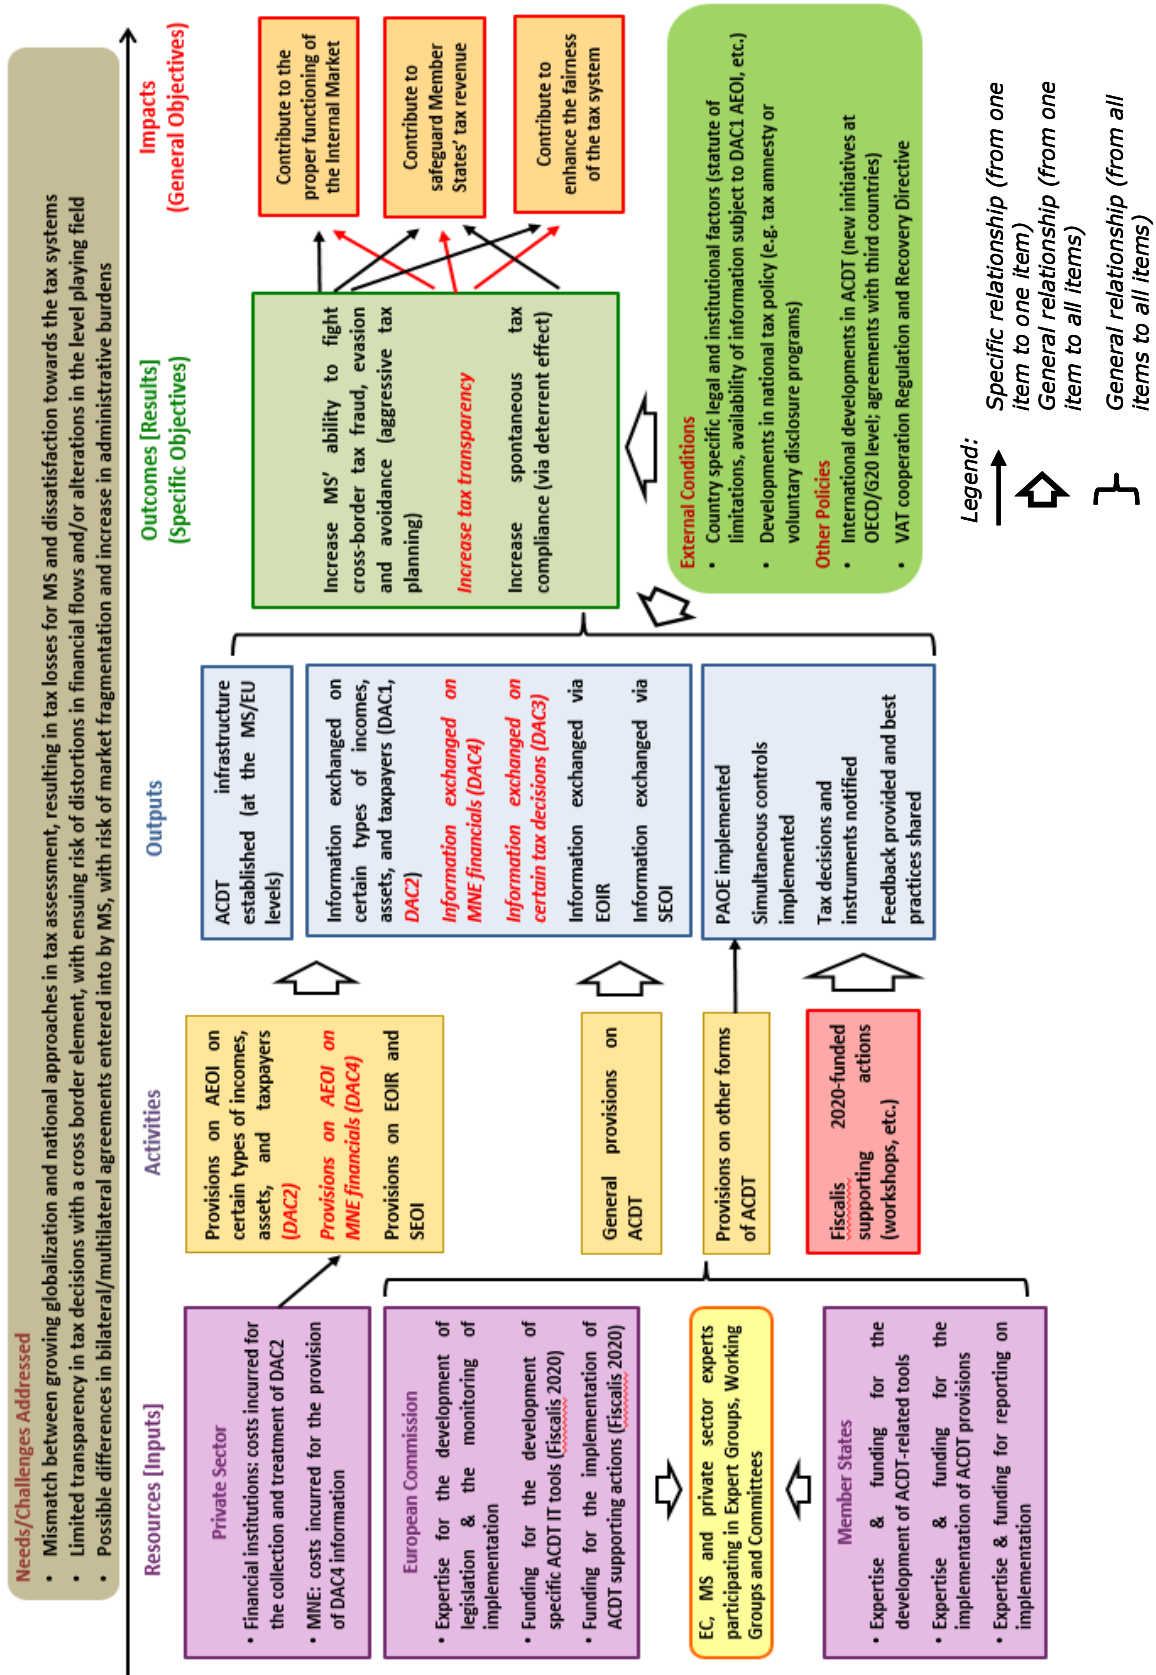 Needs/Challenges Addressed
• Mismatch between growing globalization and national approaches in tax assessment, resulting in tax losses for MS and dissatisfaction towards the tax systems
• Limited transparency in tax decisions with a cross border element, with ensuing risk of distortions in financial flows and/or alterations in the level playing field
• Possible differences in bilateral/multilateral agreements entered into by MS, with risk of market fragmentation and increase in administrative burdens
Resources [Inputs]
Activities
Outputs
Outcomes [Results]
(Specific Objectives)
Impacts
(General Objectives)
Private Sector
• Financial institutions: costs incurred for
the collection and treatment of DAC2
• MNE: costs incurred for the provision
of DAC4 information
European Commission
• Expertise for the development of
legislation & the monitoring of
implementation
• Funding for the development of
specific ACDT IT tools (Fiscalis 2020)
• Funding for the implementation of
ACDT supporting actions (Fiscalis 2020)
EC, MS and private sector experts
participating in Expert Groups, Working
Groups and Committees
Member States
• Expertise & funding for the
development of ACDT-related tools
• Expertise & funding for the
implementation of ACDT provisions
• Expertise & funding for reporting on
implementation
Provisions on AEOI on
certain types of incomes,
assets, and taxpayers
(DAC2)
Provisions on AEOI on
MNE financials (DAC4)
Provisions on EOIR and
SEOI
General provisions on
ACDT
Provisions on other forms
of ACDT
Fiscalis 2020-funded
supporting actions
(workshops, etc.)
ACDT infrastructure
established (at the MS/EU
levels)
Information exchanged on
certain types of incomes,
assets, and taxpayers (DAC1,
DAC2)
Information exchanged on
MNE financials (DAC4)
Information exchanged on
certain tax decisions (DAC3)
Information exchanged via
EOIR
Information exchanged via
SEOI
PAOE implemented
Simultaneous controls
implemented
Tax decisions and
instruments notified
Feedback provided and best
practices shared
Increase MS’ ability to fight
cross-border tax fraud, evasion
and avoidance (aggressive tax
planning)
Increase tax transparency
Increase spontaneous tax
compliance (via deterrent effect)
Contribute to the
proper functioning of
the Internal Market
Contribute to
safeguard Member
States’ tax revenue
Contribute to
enhance the fairness
of the tax system
External Conditions
• Country specific legal and institutional factors (statute of
limitations, availability of information subject to DAC1 AEOI, etc.)
• Developments in national tax policy (e.g. tax amnesty or
voluntary disclosure programs)
Other Policies
• International developments in ACDT (new initiatives at
OECD/G20 level; agreements with third countries)
• VAT cooperation Regulation and Recovery Directive
Legend:
Specific relationship (from one
item to one item)
General relationship (from one
item to all items)
General relationship (from all
items to all items)